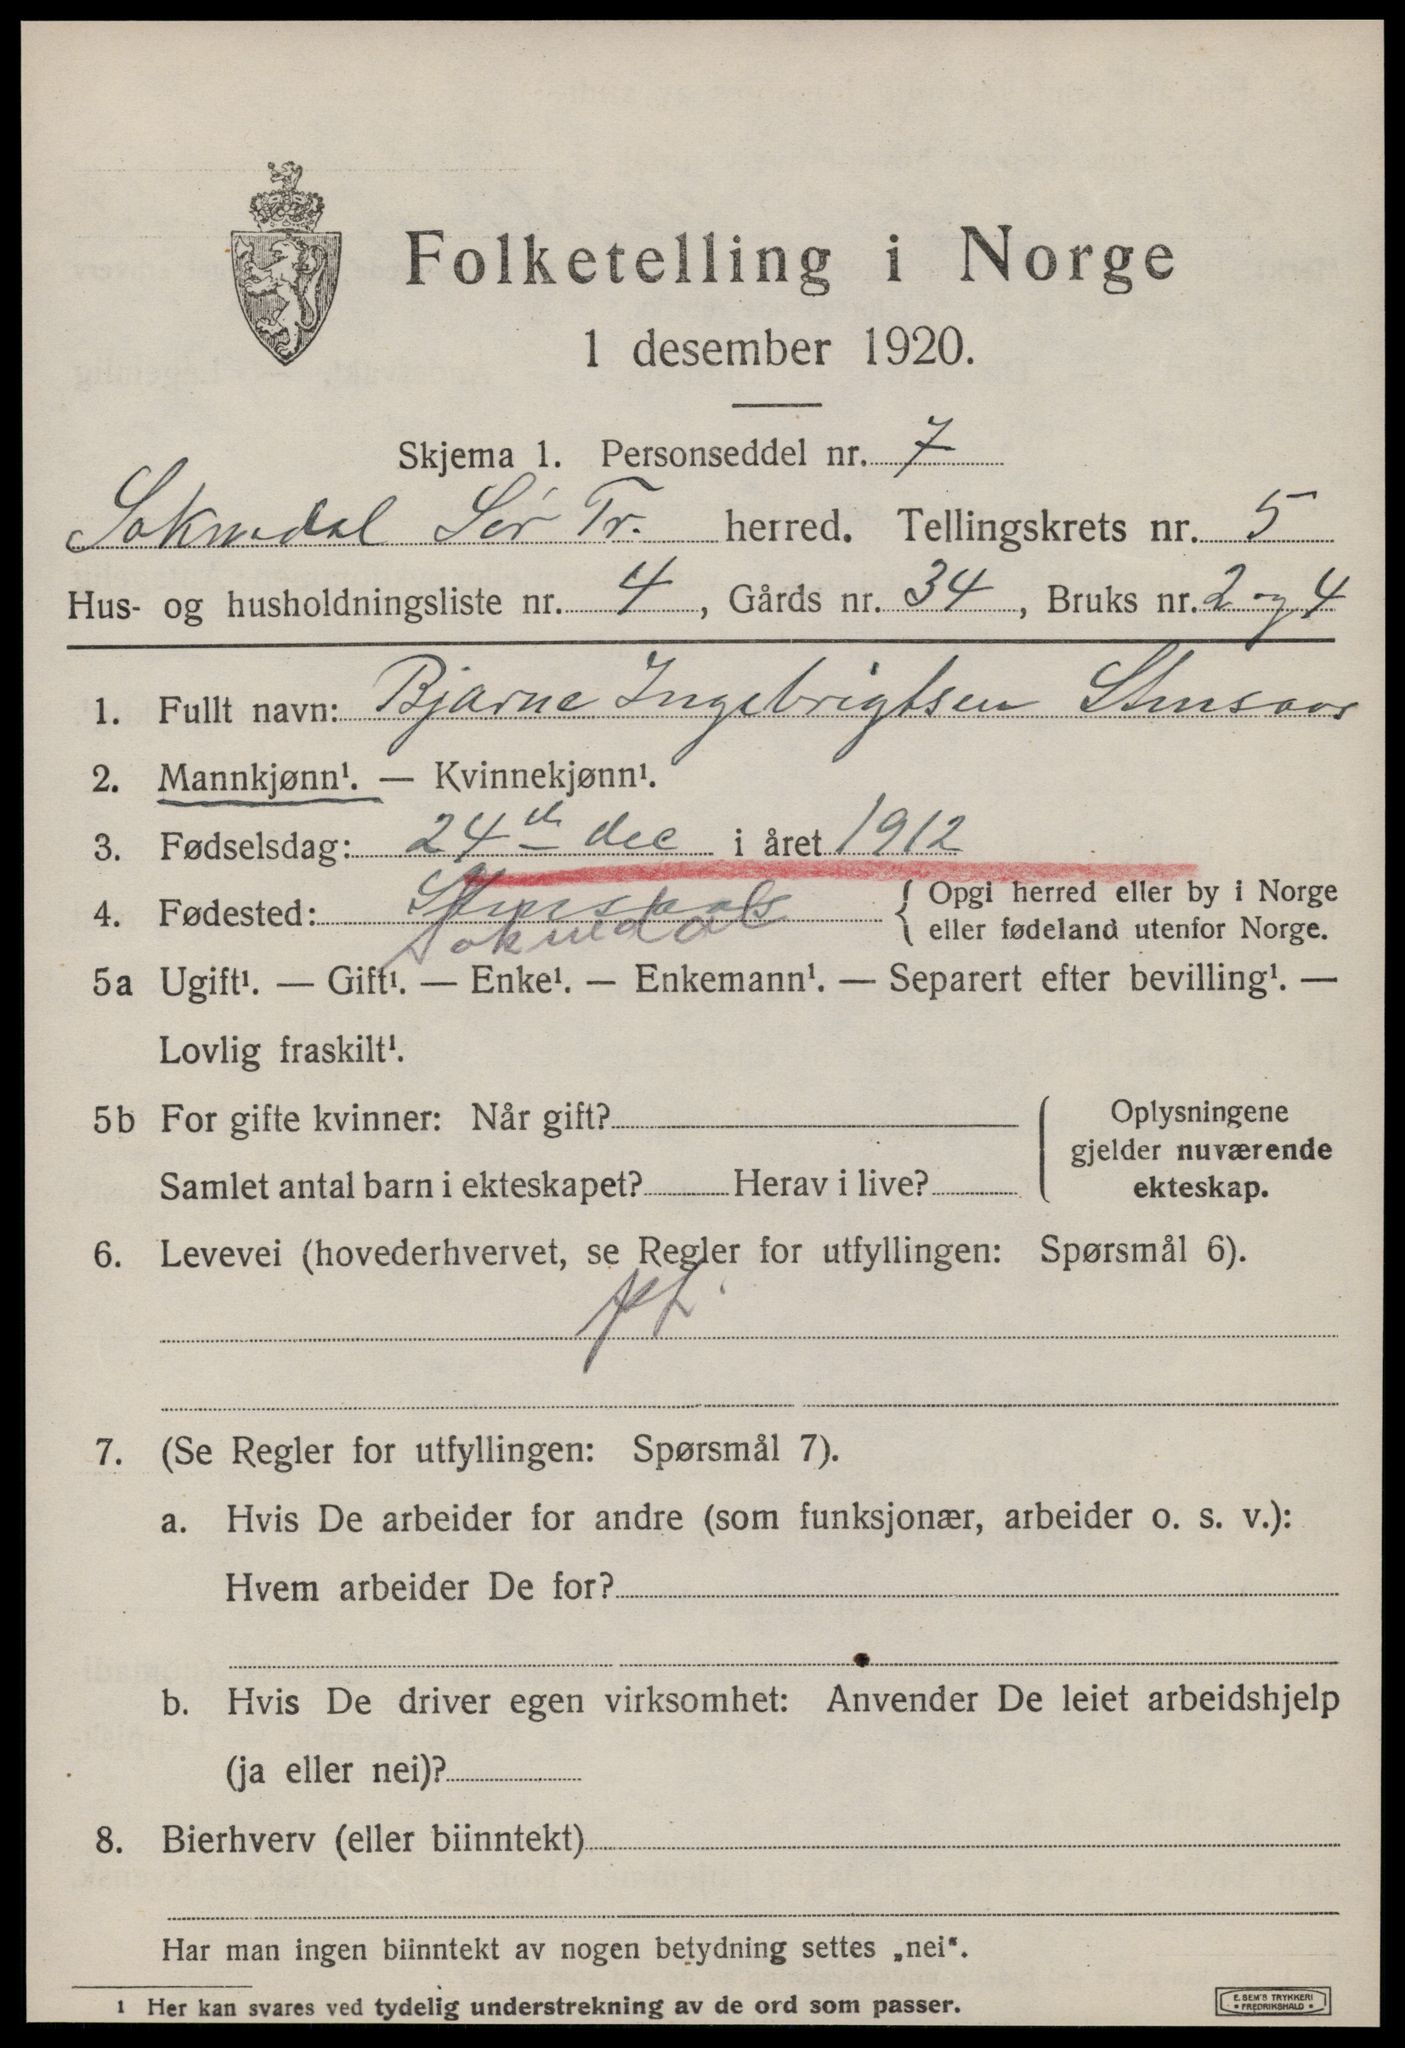 Folketelling i Norge
1 desember 1920.
Skjema 1. Personseddel nr. 7
Soknedal Sør Tr. herred. Tellingskrets nr. 5
Hus- og husholdningsliste nr. 4, Gårds nr. 34, Bruks nr. 2 og 4
1. Fullt navn: Bjarne Ingebrigtsen
2. Mannkjønn¹. — Kvinnekjønn¹.
3. Fødselsdag: 24 de dec i året 1912
4. Fødested: { Opgi herred eller by i Norge
eller fødeland utenfor Norge.
Soknedal
5a Ugift¹. — Gift¹. — Enke¹. — Enkemann¹. — Separert efter bevilling¹. —
Lovlig fraskilt¹.
5b For gifte kvinner: Når gift?
Samlet antal barn i ekteskapet? Herav i live?
Oplysningene
gjelder nuværende
ekteskap.
6. Levevei (hovederhvervet, se Regler for utfyllingen: Spørsmål 6).
7. (Se Regler for utfyllingen: Spørsmål 7).
a. Hvis De arbeider for andre (som funksjonær, arbeider o. s. v.):
Hvem arbeider De for?
b. Hvis De driver egen virksomhet: Anvender De leiet arbeidshjelp
(ja eller nei)?
8. Bierhverv (eller biinntekt)
Har man ingen biinntekt av nogen betydning settes „nei“.
1 Her kan svares ved tydelig understrekning av de ord som passer.
E. SEM'S TRYKKERI
• FREDRIKSHALD •